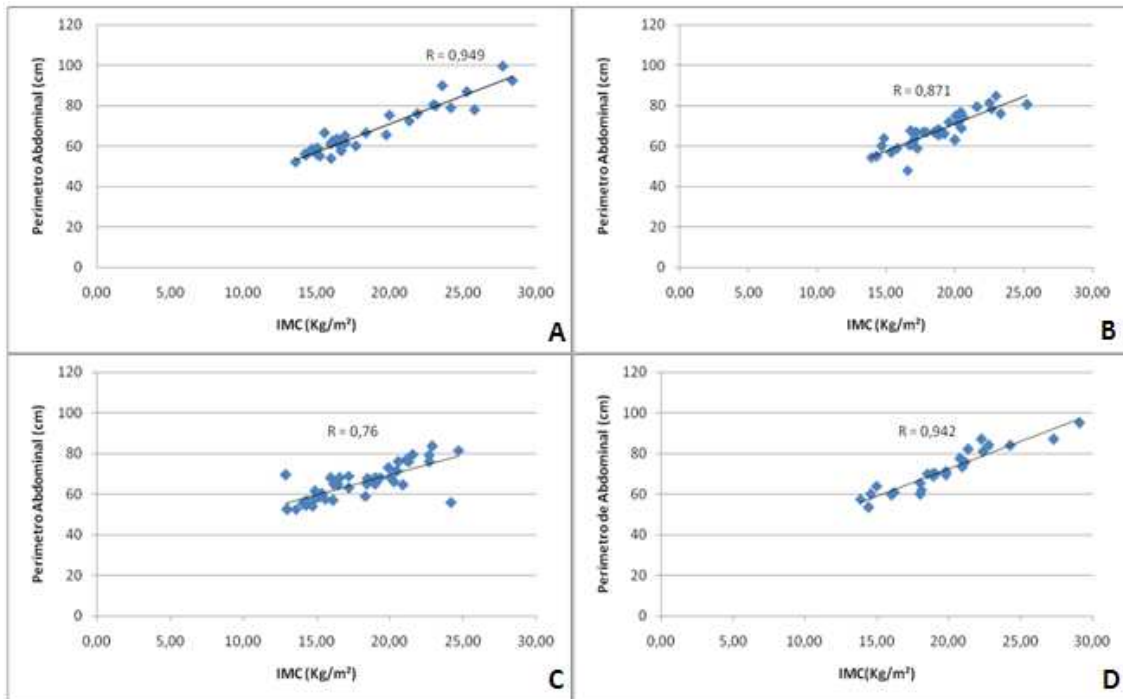 120
100
80
60
40
20
0
Perímetro Abdominal (cm)
R = 0,949
0,00 5,00 10,00 15,00 20,00 25,00 30,00
IMC (Kg/m²)
A
120
100
80
60
40
20
0
Perímetro Abdominal (cm)
R = 0,871
0,00 5,00 10,00 15,00 20,00 25,00 30,00
IMC (Kg/m²)
B
120
100
80
60
40
20
0
Perímetro Abdominal (cm)
R = 0,76
0,00 5,00 10,00 15,00 20,00 25,00 30,00
IMC (Kg/m²)
C
120
100
80
60
40
20
0
Perímetro de Abdominal (cm)
R = 0,942
0,00 5,00 10,00 15,00 20,00 25,00 30,00
IMC(Kg/m²)
D